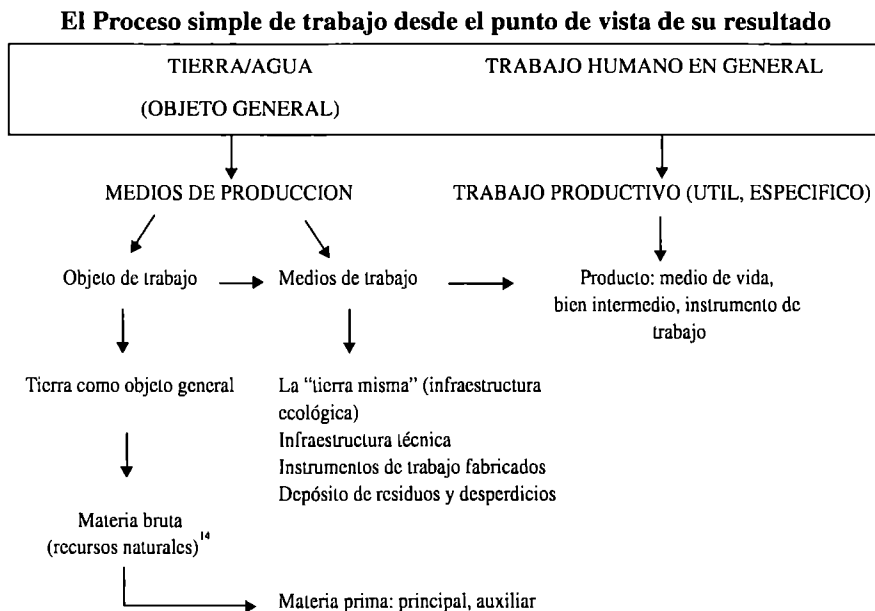 El Proceso simple de trabajo desde el punto de vista de su resultado
TIERRA/AGUA
(OBJETO GENERAL)
TRABAJO HUMANO EN GENERAL
MEDIOS DE PRODUCCION
TRABAJO PRODUCTIVO (UTIL, ESPECIFICO)
Objeto de trabajo
Medios de trabajo
Producto: medio de vida,
bien intermedio, instrumento de
trabajo
Tierra como objeto general
La “tierra misma” (infraestructura
ecológica)
Infraestructura técnica
Instrumentos de trabajo fabricados
Depósito de residuos y desperdicios
Materia bruta
(recursos naturales)14
Materia prima: principal, auxiliar